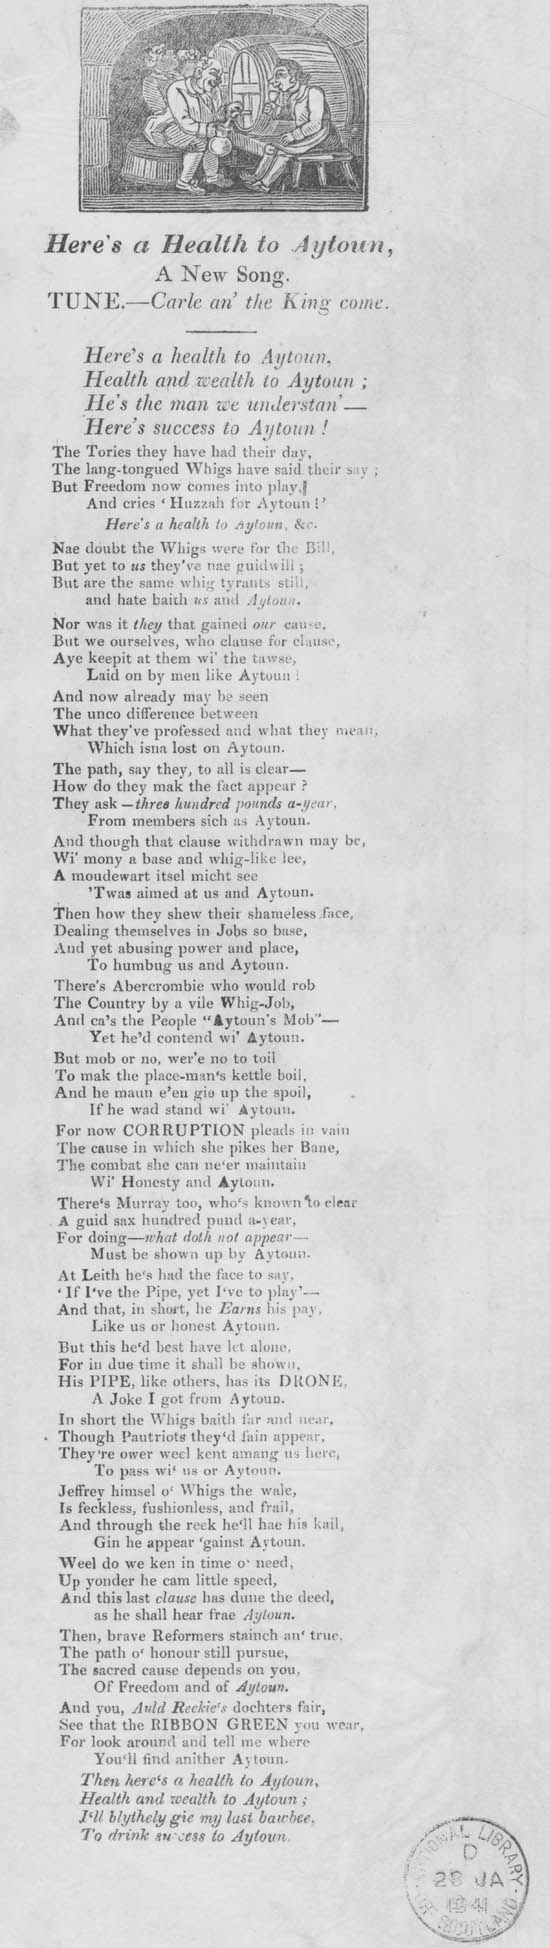 Here's a Health to Aytoun,
A New Song.
TUNE.—Carle an' the King come.
Here's a health to Aytoun,
Health and wealth to Aytoun ;
He's the man we understan'—
Here's success to Aytoun !
The Tories they have had their day,
The lang-tongued Whigs have said their say ;
But Freedom now comes into play,
And cries ‘ Huzzah for Aytoun !’
Here's a health to Aytoun, &c.
Nae doubt the Whigs were for the Bill,
But yet to us they've nae guidwill ;
But are the same whig tyrants still,
and hate baith us and Aytoun.
Nor was it they that gained our cause,
But we ourselves, who clause for clause,
Aye keepit at them wi' the tawse,
Laid on by men like Aytoun !
And now already may be seen
The unco difference between
What they've professed and what they mean,
Which isna lost on Aytoun.
The path, say they, to all is clear—
How do they mak the fact appear ?
They ask —three hundred pounds a-year,
From members sich as Aytoun.
And though that clause withdrawn may be,
Wi' mony a base and whig-like lee,
A moudewart itsel micht see
'Twas aimed at us and Aytoun.
Then how they shew their shameless face,
Dealing themselves in Jobs so base,
And yet abusing power and place,
To humbug us and Aytoun.
There's Abercrombie who would rob
The Country by a vile Whig-Job,
And ca's the People “Aytoun's Mob”—
Yet he'd contend wi' Aytoun.
But mob or no, wer'e no to toil
To mak the place-man‘s kettle boil,
And he maun e'en gie up the spoil,
If he wad stand wi' Aytoun.
For now CORRUPTION pleads in vain
The cause in which she pikes her Bane,
The combat she can ne‘er maintain
Wi' Honesty and Aytoun.
There‘s Murray too, who‘s known to clear
A guid sax hundred pund a-year,
For doing—what doth not appear—
Must be shown up by Aytoun.
At Leith he‘s had the face to say,
‘ If I‘ve the Pipe, yet I‘ve to play’—
And that, in short, he Earns his pay,
Like us or honest Aytoun.
But this he‘d best have let alone,
For in due time it shall be shown,
His PIPE, like others, has its DRONE,
A Joke I got from Aytoun.
In short the Whigs baith far and near,
Though Pautriots they‘d fain appear,
They‘re ower weel kent amang us here,
To pass wi‘ us or Aytoun.
Jeffrey himsel o‘ Whigs the wale,
Is feckless, fushionless, and frail,
And through the reek he‘ll hae his kail,
Gin he appear ‘gainst Aytoun.
Weel do we ken in time o‘ need,
Up yonder he cam little speed,
And this last clause has dune the deed,
as he shall hear frae Aytoun.
Then, brave Reformers stainch an‘ true,
The path o‘ honour still pursue,
The sacred cause depends on you,
Of Freedom and of Aytoun.
And you, Auld Reekie‘s dochters fair,
See that the RIBBON GREEN you wear,
For look around and tell me where
You‘ll find anither Aytoun.
Then here‘s a health to Aytoun,
Health and wealth to Aytoun ;
I‘ll blythely gie my last bawbee,
To drink success to Aytoun.
NATIONAL LIBRARY
D
28 JA
1941
OF SCOTLAND